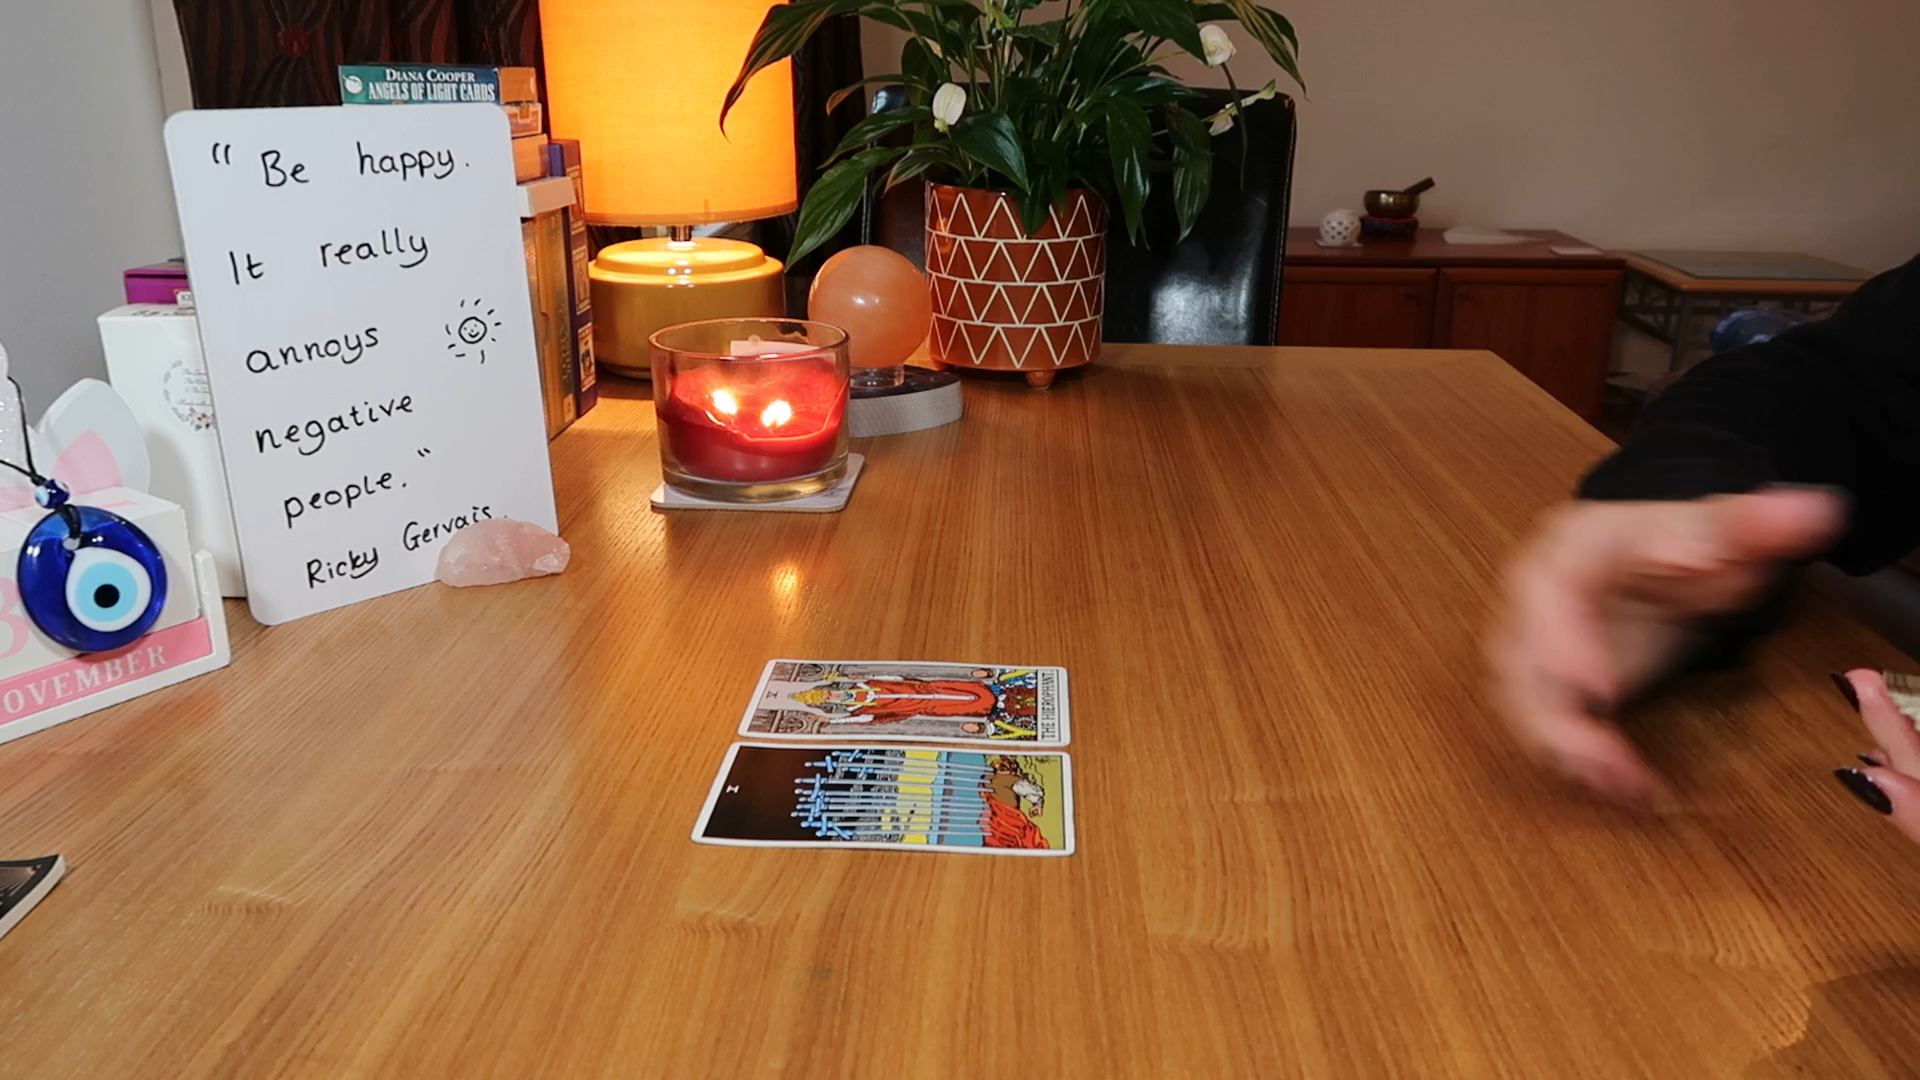 DIANA COOPER
ANGELS OF LIGHT CARDS
"Be happy.
It really
annoys
negative
people."
Ricky Gervais.
OVEMBER
V
THE HIEROPHANT.
X